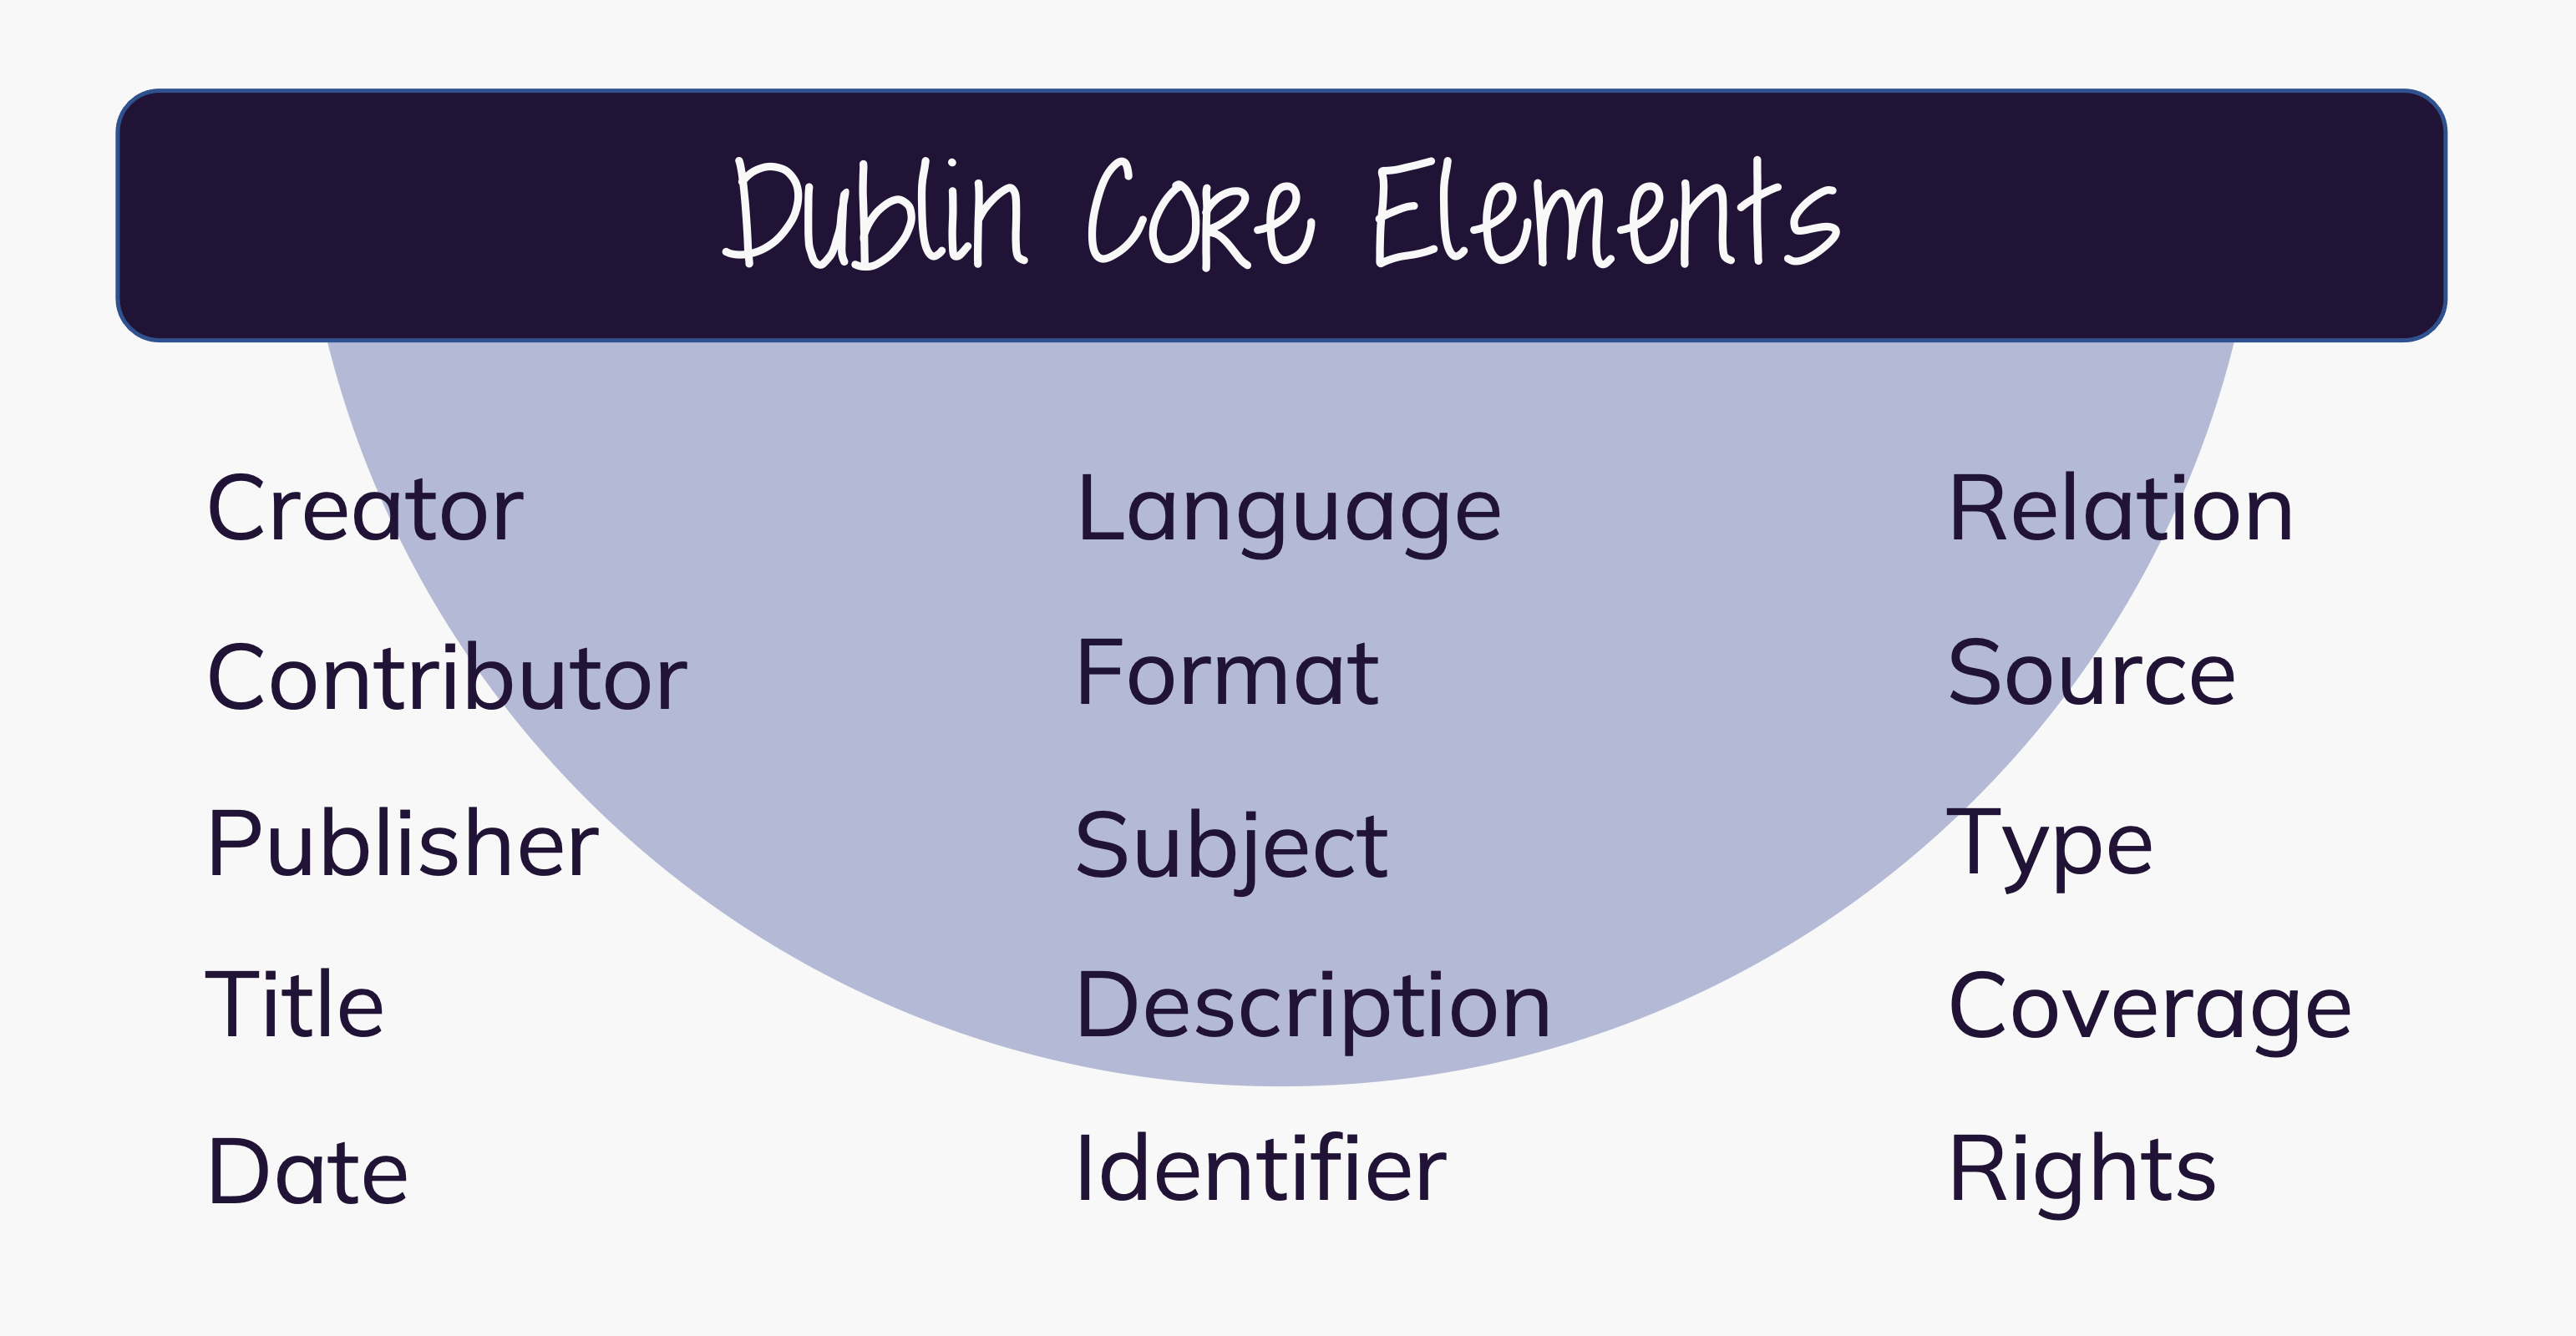 Dublin Core Elements
Creator
Contributor
Publisher
Title
Date
Language
Format
Subject
Description
Identifier
Relation
Source
Type
Coverage
Rights